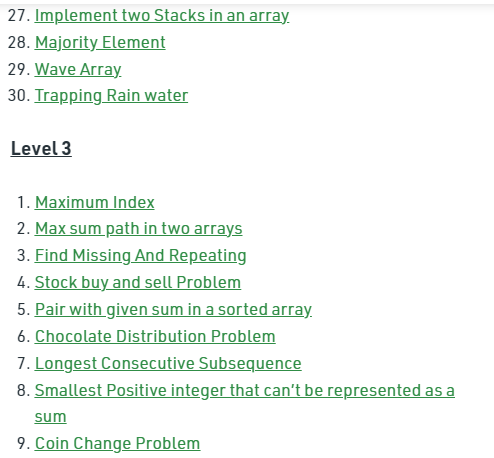 27. Implement two Stacks in an array
28. Majority Element
29. Wave Array
30. Trapping Rain water
Level 3
1. Maximum Index
2. Max sum path in two arrays
3. Find Missing And Repeating
4. Stock buy and sell Problem
5. Pair with given sum in a sorted array
6. Chocolate Distribution Problem
7. Longest Consecutive Subsequence
8. Smallest Positive integer that can’t be represented as a
sum
9. Coin Change Problem